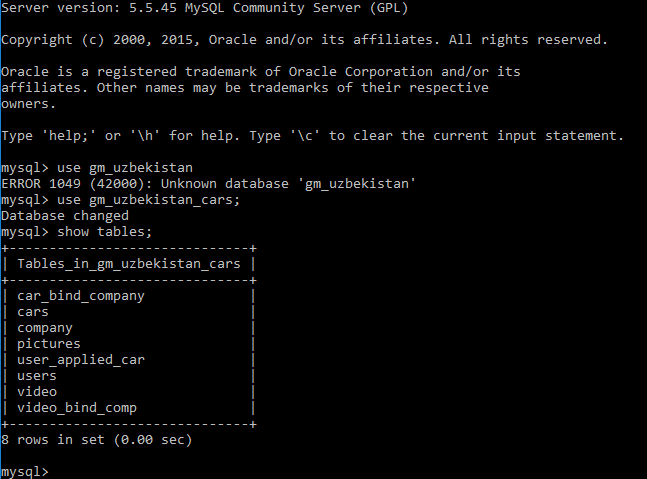 Server version: 5.5.45 MySQL Community Server (GPL)
Copyright (c) 2000, 2015, Oracle and/or its affiliates. All rights reserved.
Oracle is a registered trademark of Oracle Corporation and/or its
affiliates. Other names may be trademarks of their respective
owners.
Type 'help;' or '\h' for help. Type '\c' to clear the current input statement.
mysql> use gm_uzbekistan
ERROR 1049 (42000): Unknown database 'gm_uzbekistan'
mysql> use gm_uzbekistan_cars;
Database changed
mysql> show tables;
+------------------------------+
| Tables_in_gm_uzbekistan_cars |
+------------------------------+
| car_bind_company             |
| cars                         |
| company                      |
| pictures                     |
| user_applied_car             |
| users                        |
| video                        |
| video_bind_comp              |
+------------------------------+
8 rows in set (0.00 sec)
mysql>